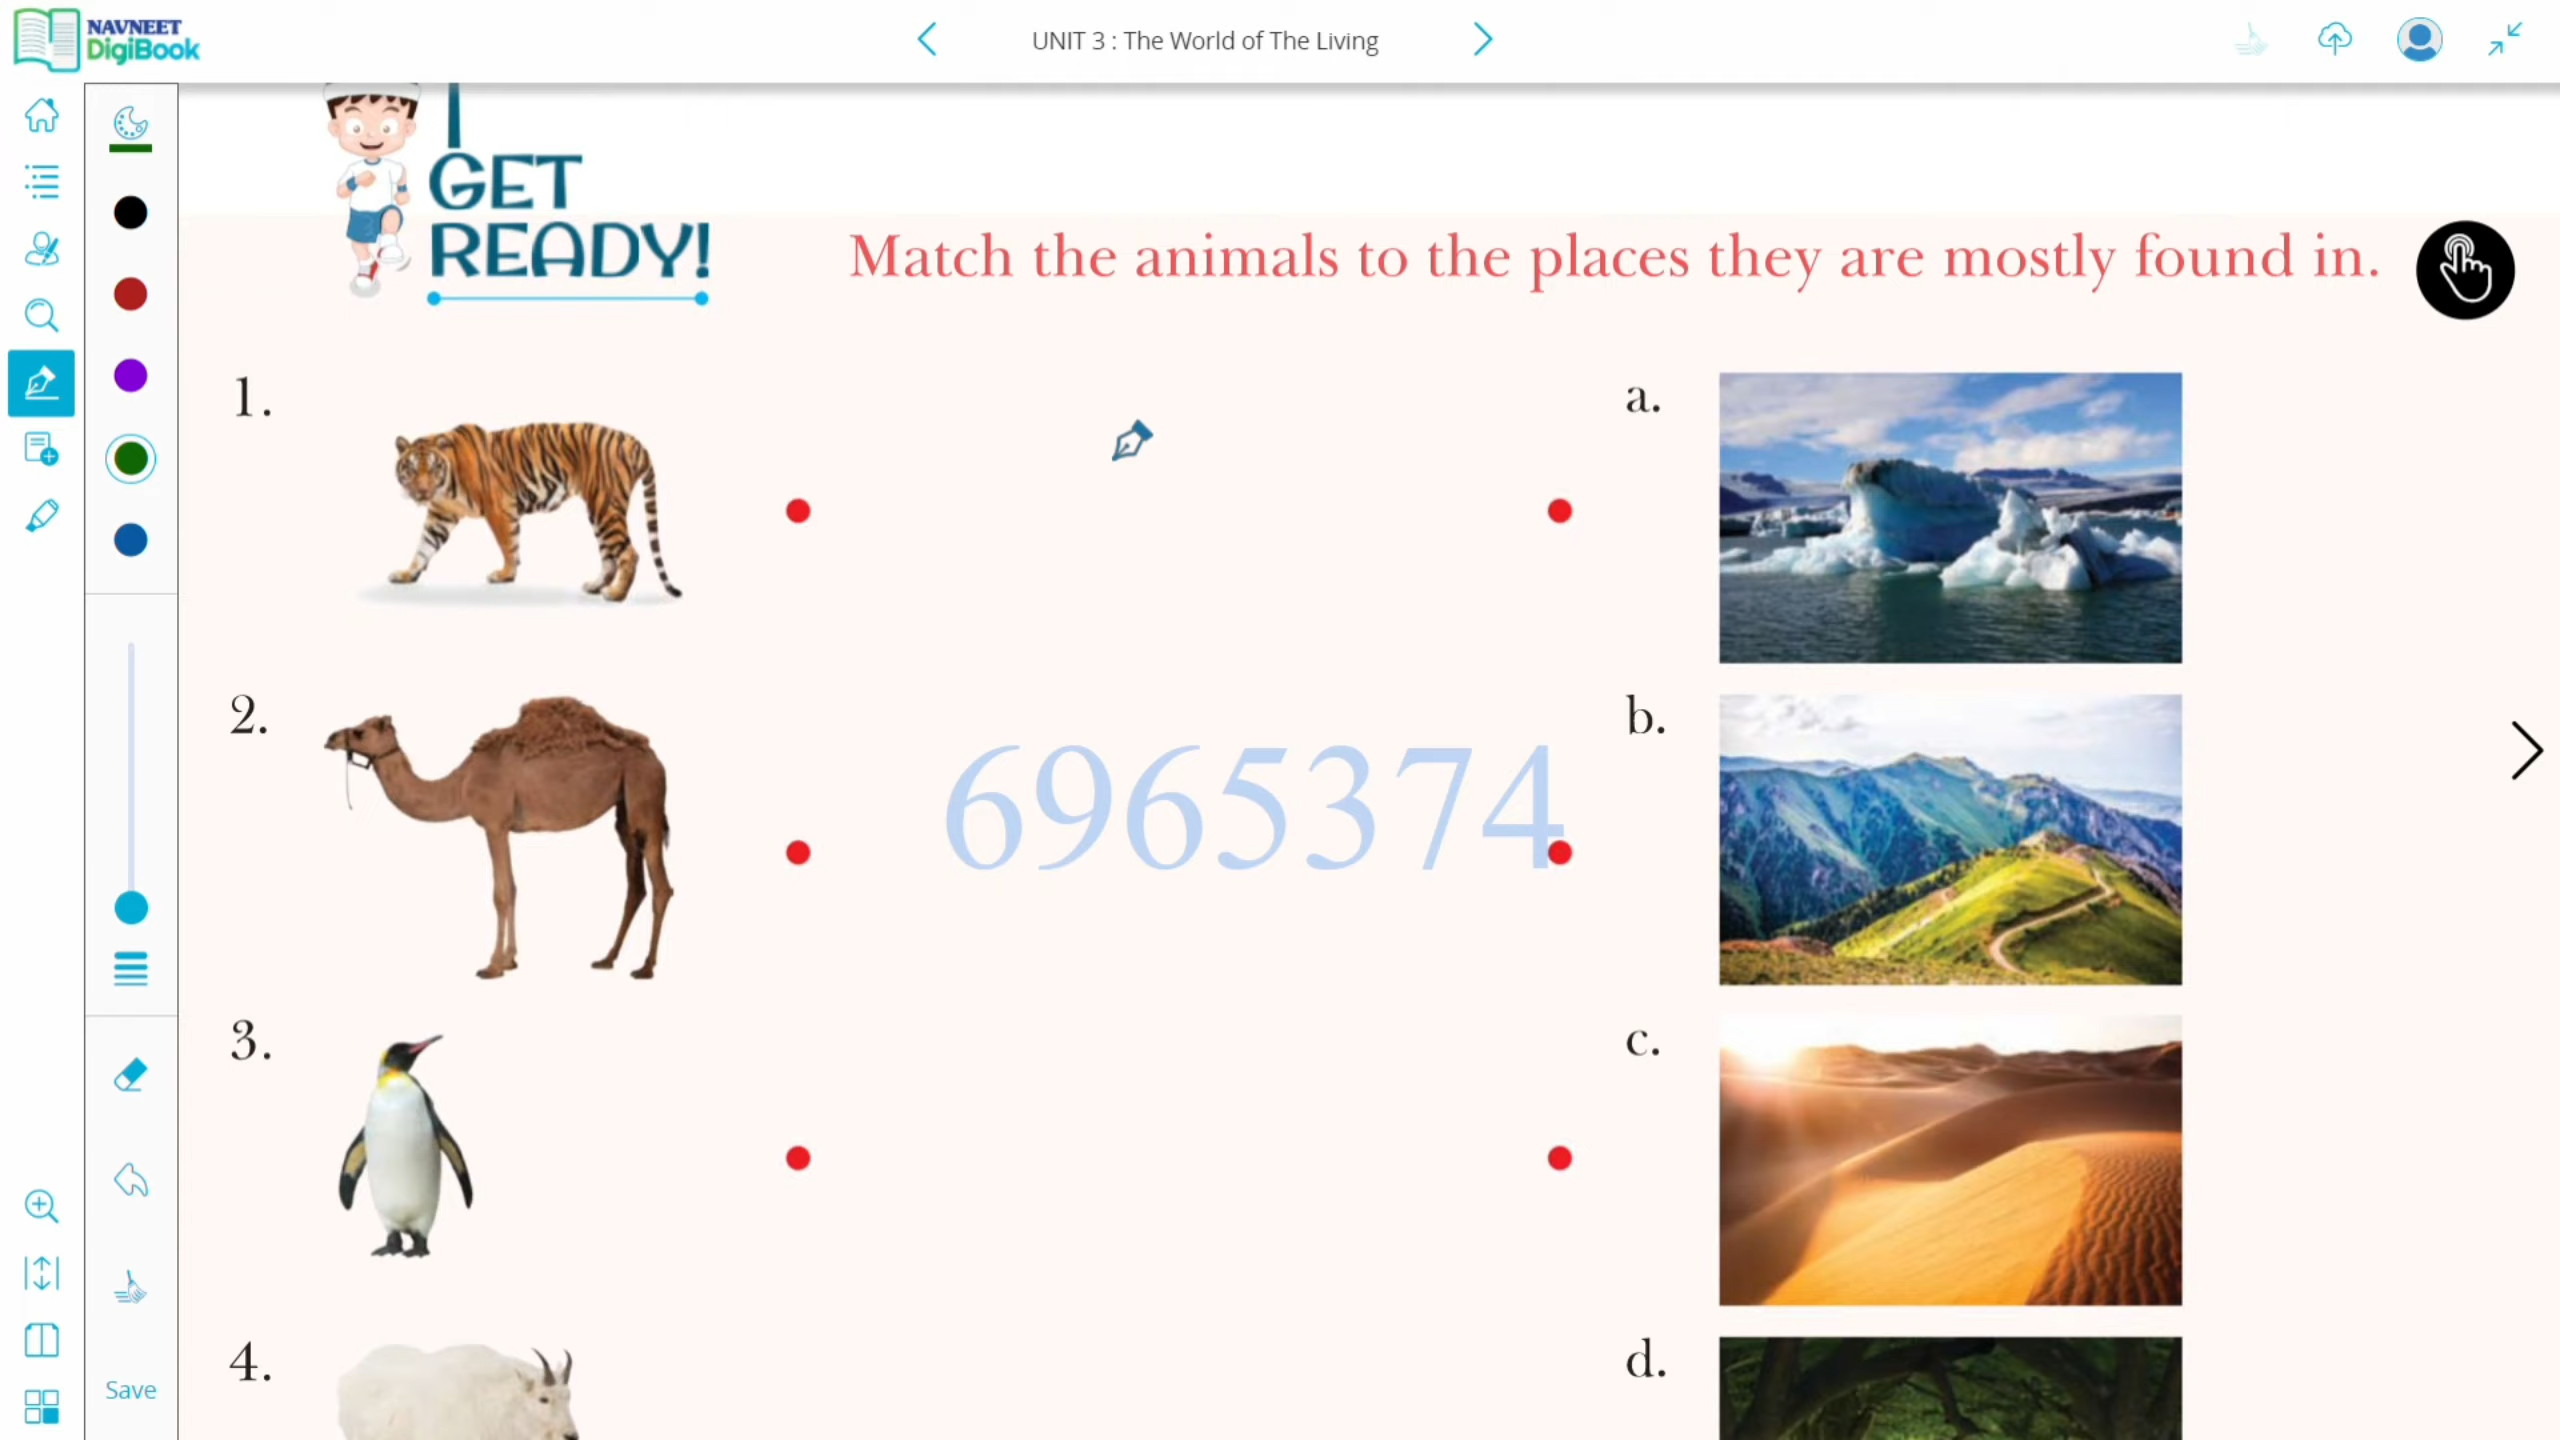 NAVNEET
DigiBook
UNIT 3 : The World of The Living
I
GET
READY!
Match the animals to the places they are mostly found in.
1.
a.
2.
b.
6965374
3.
c.
4.
d.
Save